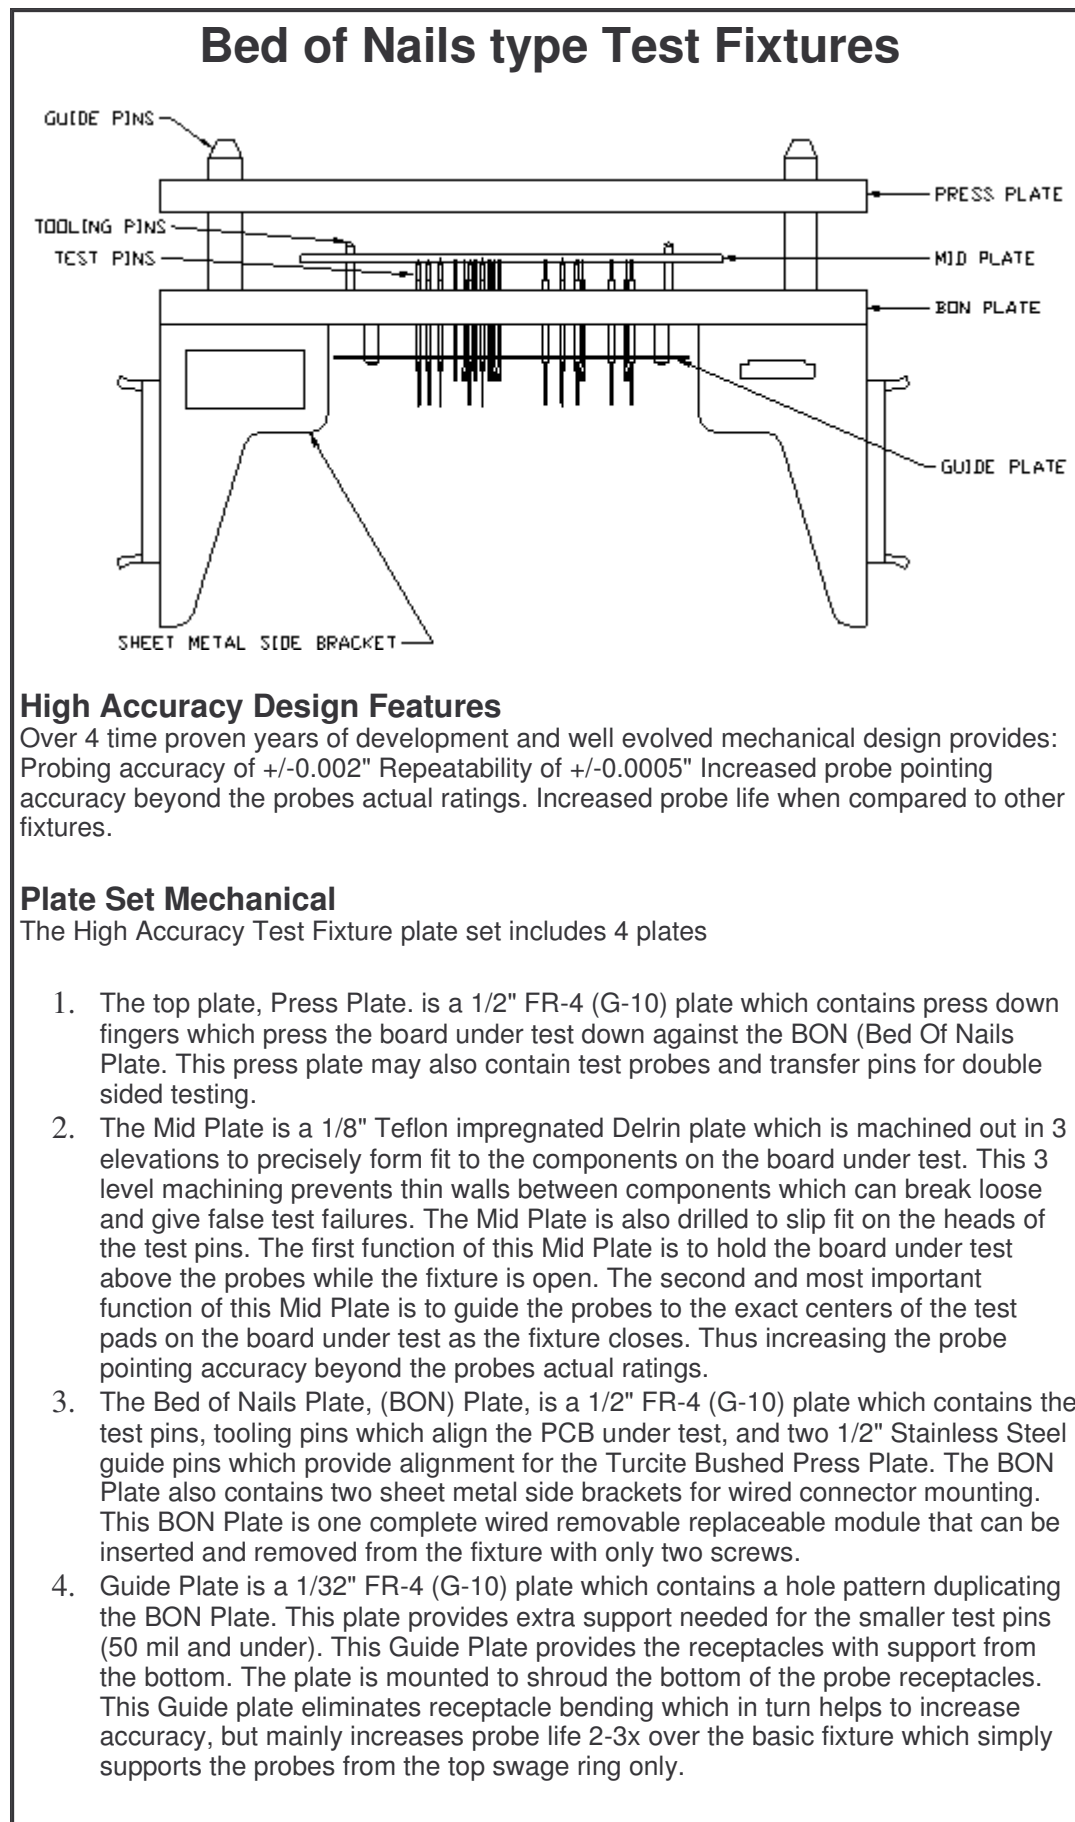 Bed of Nails type Test Fixtures
GUIDE PINS
PRESS PLATE
TOOLING PINS
TEST PINS
MID PLATE
BON PLATE
GUIDE PLATE
SHEET METAL SIDE BRACKET
High Accuracy Design Features
Over 4 time proven years of development and well evolved mechanical design provides:
Probing accuracy of +/-0.002" Repeatability of +/-0.0005" Increased probe pointing
accuracy beyond the probes actual ratings. Increased probe life when compared to other
fixtures.
Plate Set Mechanical
The High Accuracy Test Fixture plate set includes 4 plates
1. The top plate, Press Plate. is a 1/2" FR-4 (G-10) plate which contains press down
fingers which press the board under test down against the BON (Bed Of Nails
Plate. This press plate may also contain test probes and transfer pins for double
sided testing.
2. The Mid Plate is a 1/8" Teflon impregnated Delrin plate which is machined out in 3
elevations to precisely form fit to the components on the board under test. This 3
level machining prevents thin walls between components which can break loose
and give false test failures. The Mid Plate is also drilled to slip fit on the heads of
the test pins. The first function of this Mid Plate is to hold the board under test
above the probes while the fixture is open. The second and most important
function of this Mid Plate is to guide the probes to the exact centers of the test
pads on the board under test as the fixture closes. Thus increasing the probe
pointing accuracy beyond the probes actual ratings.
3. The Bed of Nails Plate, (BON) Plate, is a 1/2" FR-4 (G-10) plate which contains the
test pins, tooling pins which align the PCB under test, and two 1/2" Stainless Steel
guide pins which provide alignment for the Turcite Bushed Press Plate. The BON
Plate also contains two sheet metal side brackets for wired connector mounting.
This BON Plate is one complete wired removable replaceable module that can be
inserted and removed from the fixture with only two screws.
4. Guide Plate is a 1/32" FR-4 (G-10) plate which contains a hole pattern duplicating
the BON Plate. This plate provides extra support needed for the smaller test pins
(50 mil and under). This Guide Plate provides the receptacles with support from
the bottom. The plate is mounted to shroud the bottom of the probe receptacles.
This Guide plate eliminates receptacle bending which in turn helps to increase
accuracy, but mainly increases probe life 2-3x over the basic fixture which simply
supports the probes from the top swage ring only.